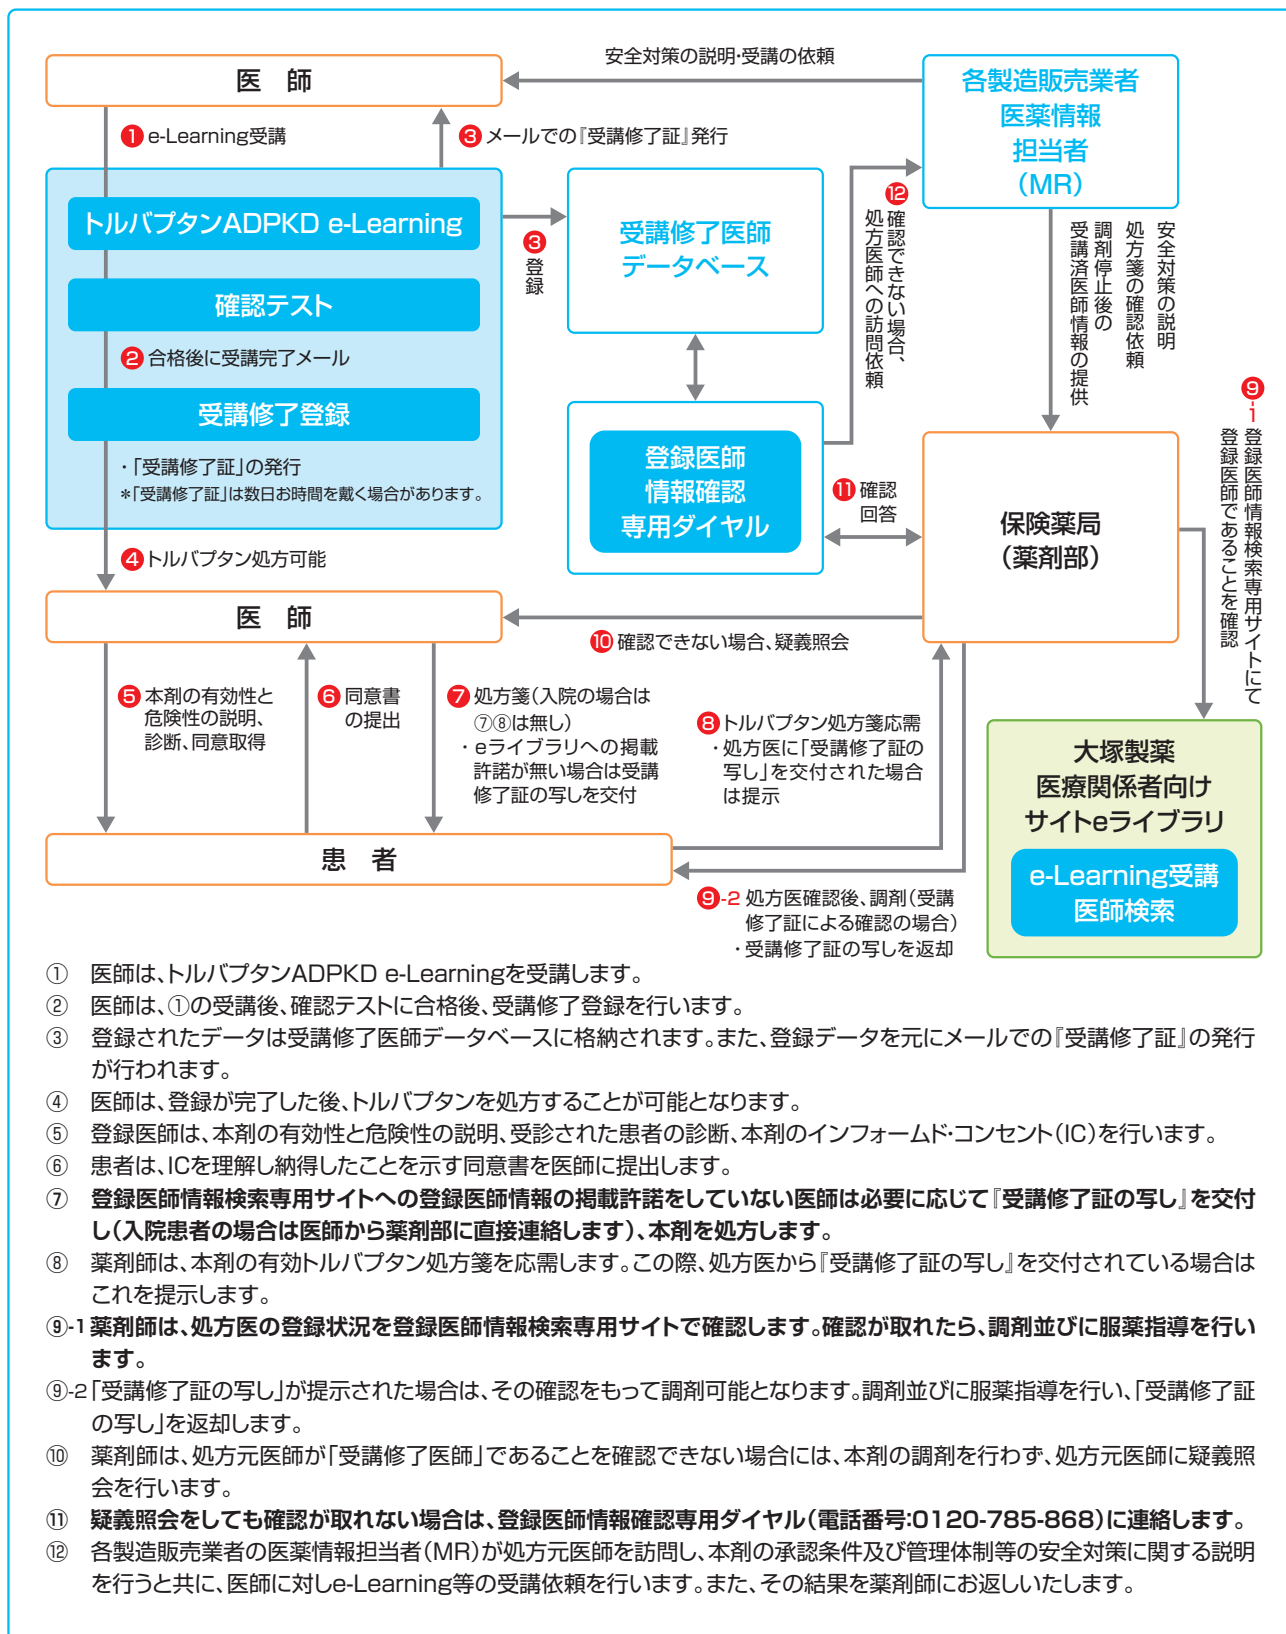 安全対策の説明・受講の依頼
医　師
各製造販売業者
医薬情報
担当者
（MR）
❶ e-Learning受講
❸ メールでの『受講修了証』発行
トルバプタンADPKD e-Learning
確認テスト
❷ 合格後に受講完了メール
受講修了登録
・「受講修了証」の発行
＊「受講修了証」は数日お時間を戴く場合があります。
❸
登録
受講修了医師
データベース
⓬
確認できない場合、
処方医師への訪問依頼
安全対策の説明
処方箋の確認依頼
調剤停止後の
受講済医師情報の提供
登録医師
情報確認
専用ダイヤル
⓫ 確認
回答
保険薬局
（薬剤部）
❾-1 登録医師情報検索専用サイトにて
登録医師であることを確認
❹ トルバプタン処方可能
医　師
❿ 確認できない場合、疑義照会
❺ 本剤の有効性と
危険性の説明、
診断、同意取得
❻ 同意書
の提出
❼ 処方箋（入院の場合は
⑦⑧は無し）
・eライブラリへの掲載
許諾が無い場合は受講
修了証の写しを交付
❽ トルバプタン処方箋応需
・処方医に「受講修了証の
写し」を交付された場合
は提示
大塚製薬
医療関係者向け
サイトeライブラリ
e-Learning受講
医師検索
患　者
❾-2 処方医確認後、調剤（受講
修了証による確認の場合）
・受講修了証の写しを返却
① 医師は、トルバプタンADPKD e-Learningを受講します。
② 医師は、①の受講後、確認テストに合格後、受講修了登録を行います。
③ 登録されたデータは受講修了医師データベースに格納されます。また、登録データを元にメールでの『受講修了証』の発行
が行われます。
④ 医師は、登録が完了した後、トルバプタンを処方することが可能となります。
⑤ 登録医師は、本剤の有効性と危険性の説明、受診された患者の診断、本剤のインフォームド・コンセント（IC）を行います。
⑥ 患者は、ICを理解し納得したことを示す同意書を医師に提出します。
⑦ 登録医師情報検索専用サイトへの登録医師情報の掲載許諾をしていない医師は必要に応じて『受講修了証の写し』を交付
し（入院患者の場合は医師から薬剤部に直接連絡します）、本剤を処方します。
⑧ 薬剤師は、本剤の有効トルバプタン処方箋を応需します。この際、処方医から『受講修了証の写し』を交付されている場合は
これを提示します。
⑨-1 薬剤師は、処方医の登録状況を登録医師情報検索専用サイトで確認します。確認が取れたら、調剤並びに服薬指導を行い
ます。
⑨-2 「受講修了証の写し」が提示された場合は、その確認をもって調剤可能となります。調剤並びに服薬指導を行い、「受講修了証
の写し」を返却します。
⑩ 薬剤師は、処方元医師が「受講修了医師」であることを確認できない場合には、本剤の調剤を行わず、処方元医師に疑義照
会を行います。
⑪ 疑義照会をしても確認が取れない場合は、登録医師情報確認専用ダイヤル（電話番号:0120-785-868）に連絡します。
⑫ 各製造販売業者の医薬情報担当者（MR）が処方元医師を訪問し、本剤の承認条件及び管理体制等の安全対策に関する説明
を行うと共に、医師に対しe-Learning等の受講依頼を行います。また、その結果を薬剤師にお返しいたします。